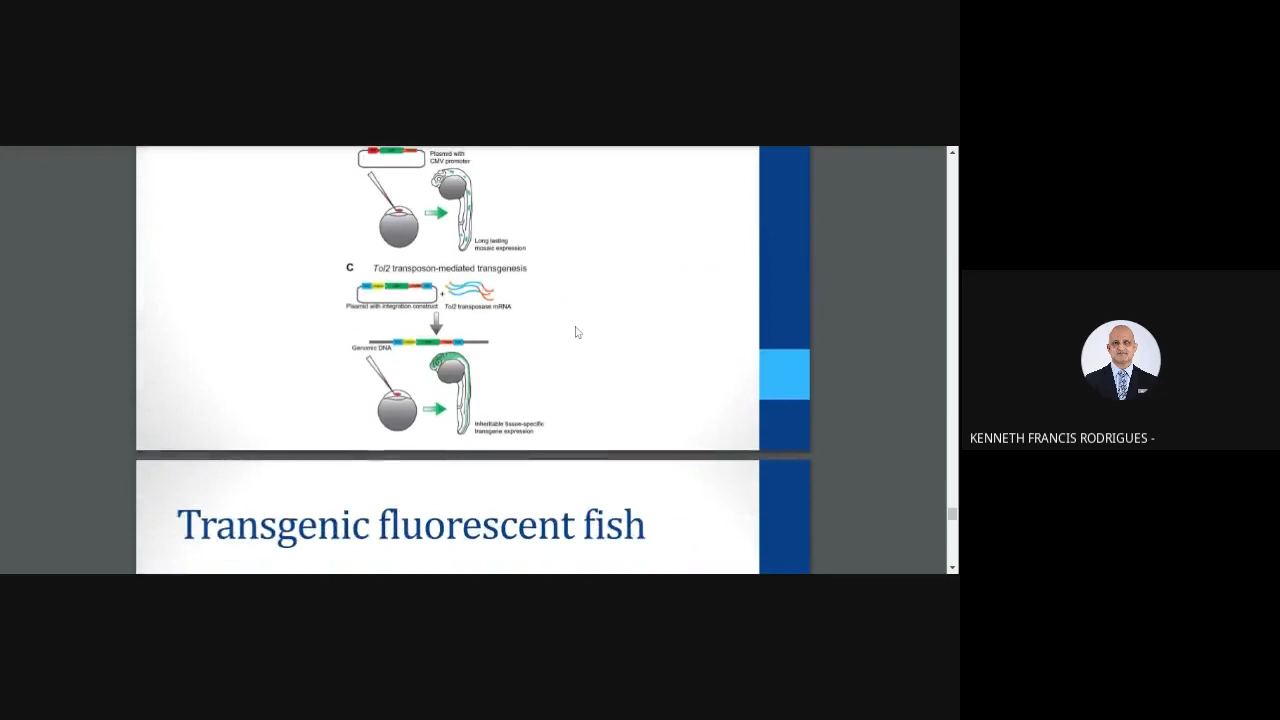 Plasmid with
CMV promoter
Long lasting
mosaic expression
C Tol2 transposon-mediated transgenesis
+
Plasmid with integration construct Tol2 transposase mRNA
Genomic DNA
Inheritable tissue-specific
transgene expression
Transgenic fluorescent fish
KENNETH FRANCIS RODRIGUES -